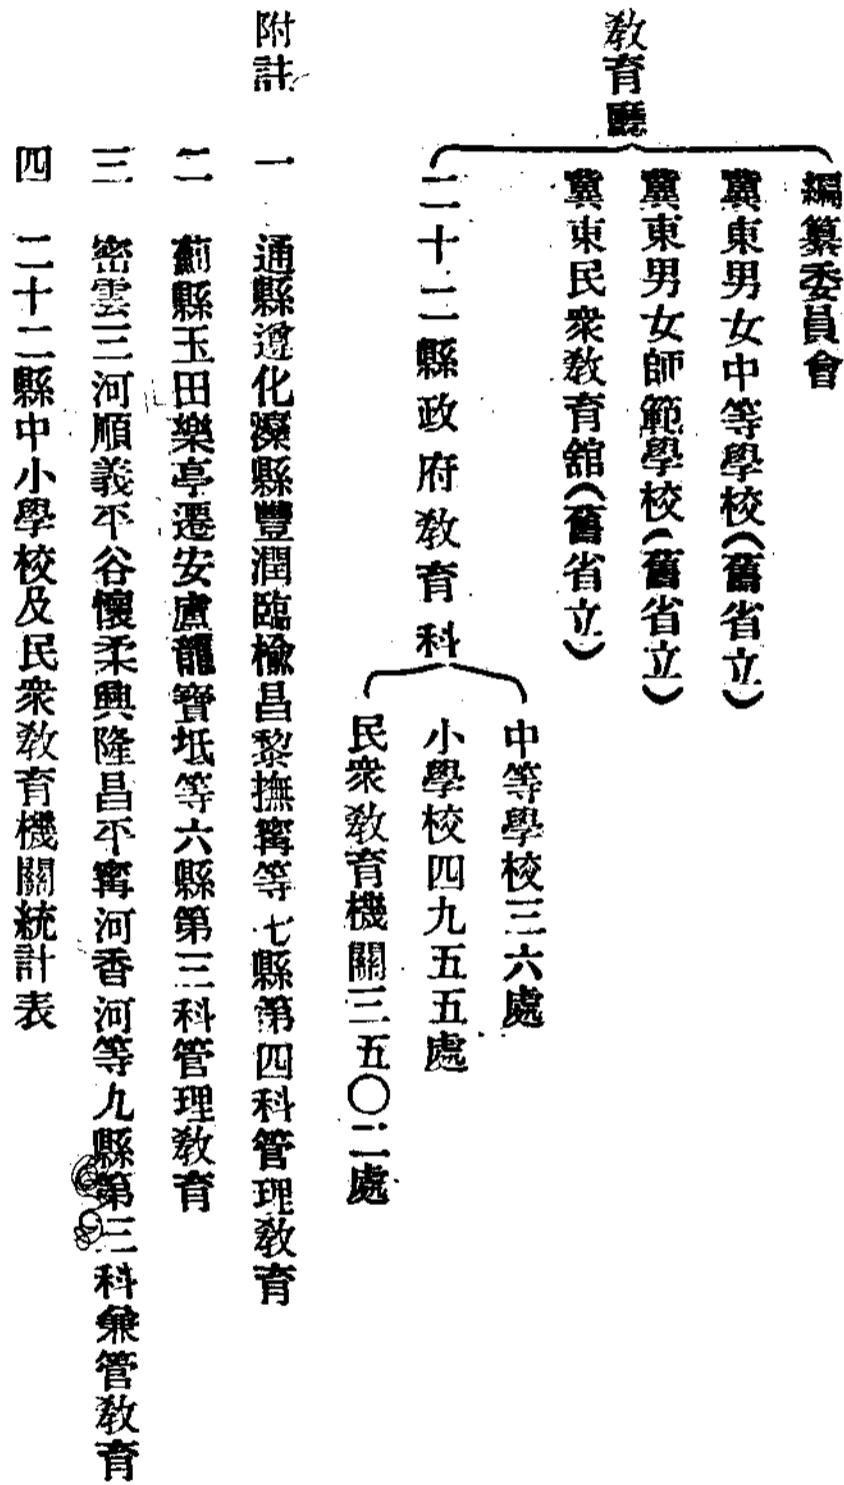 教育廳
編纂委員會
冀東男女中等學校(舊省立)
冀東男女師範學校(舊省立)
冀東民衆教育舘(舊省立)
二十二縣政府教育科
中等學校三六處
小學校四九五五處
民衆教育機關三五〇二處
附註
一 通縣遵化灤縣豐潤臨楡昌黎撫寗等七縣第四科管理教育
二 薊縣玉田樂亭遷安盧龍寶坻等六縣第三科管理教育
三 密雲三河順義平谷懷柔興隆昌平寗河香河等九縣第三科兼管教育
四 二十二縣中小學校及民衆教育機關統計表